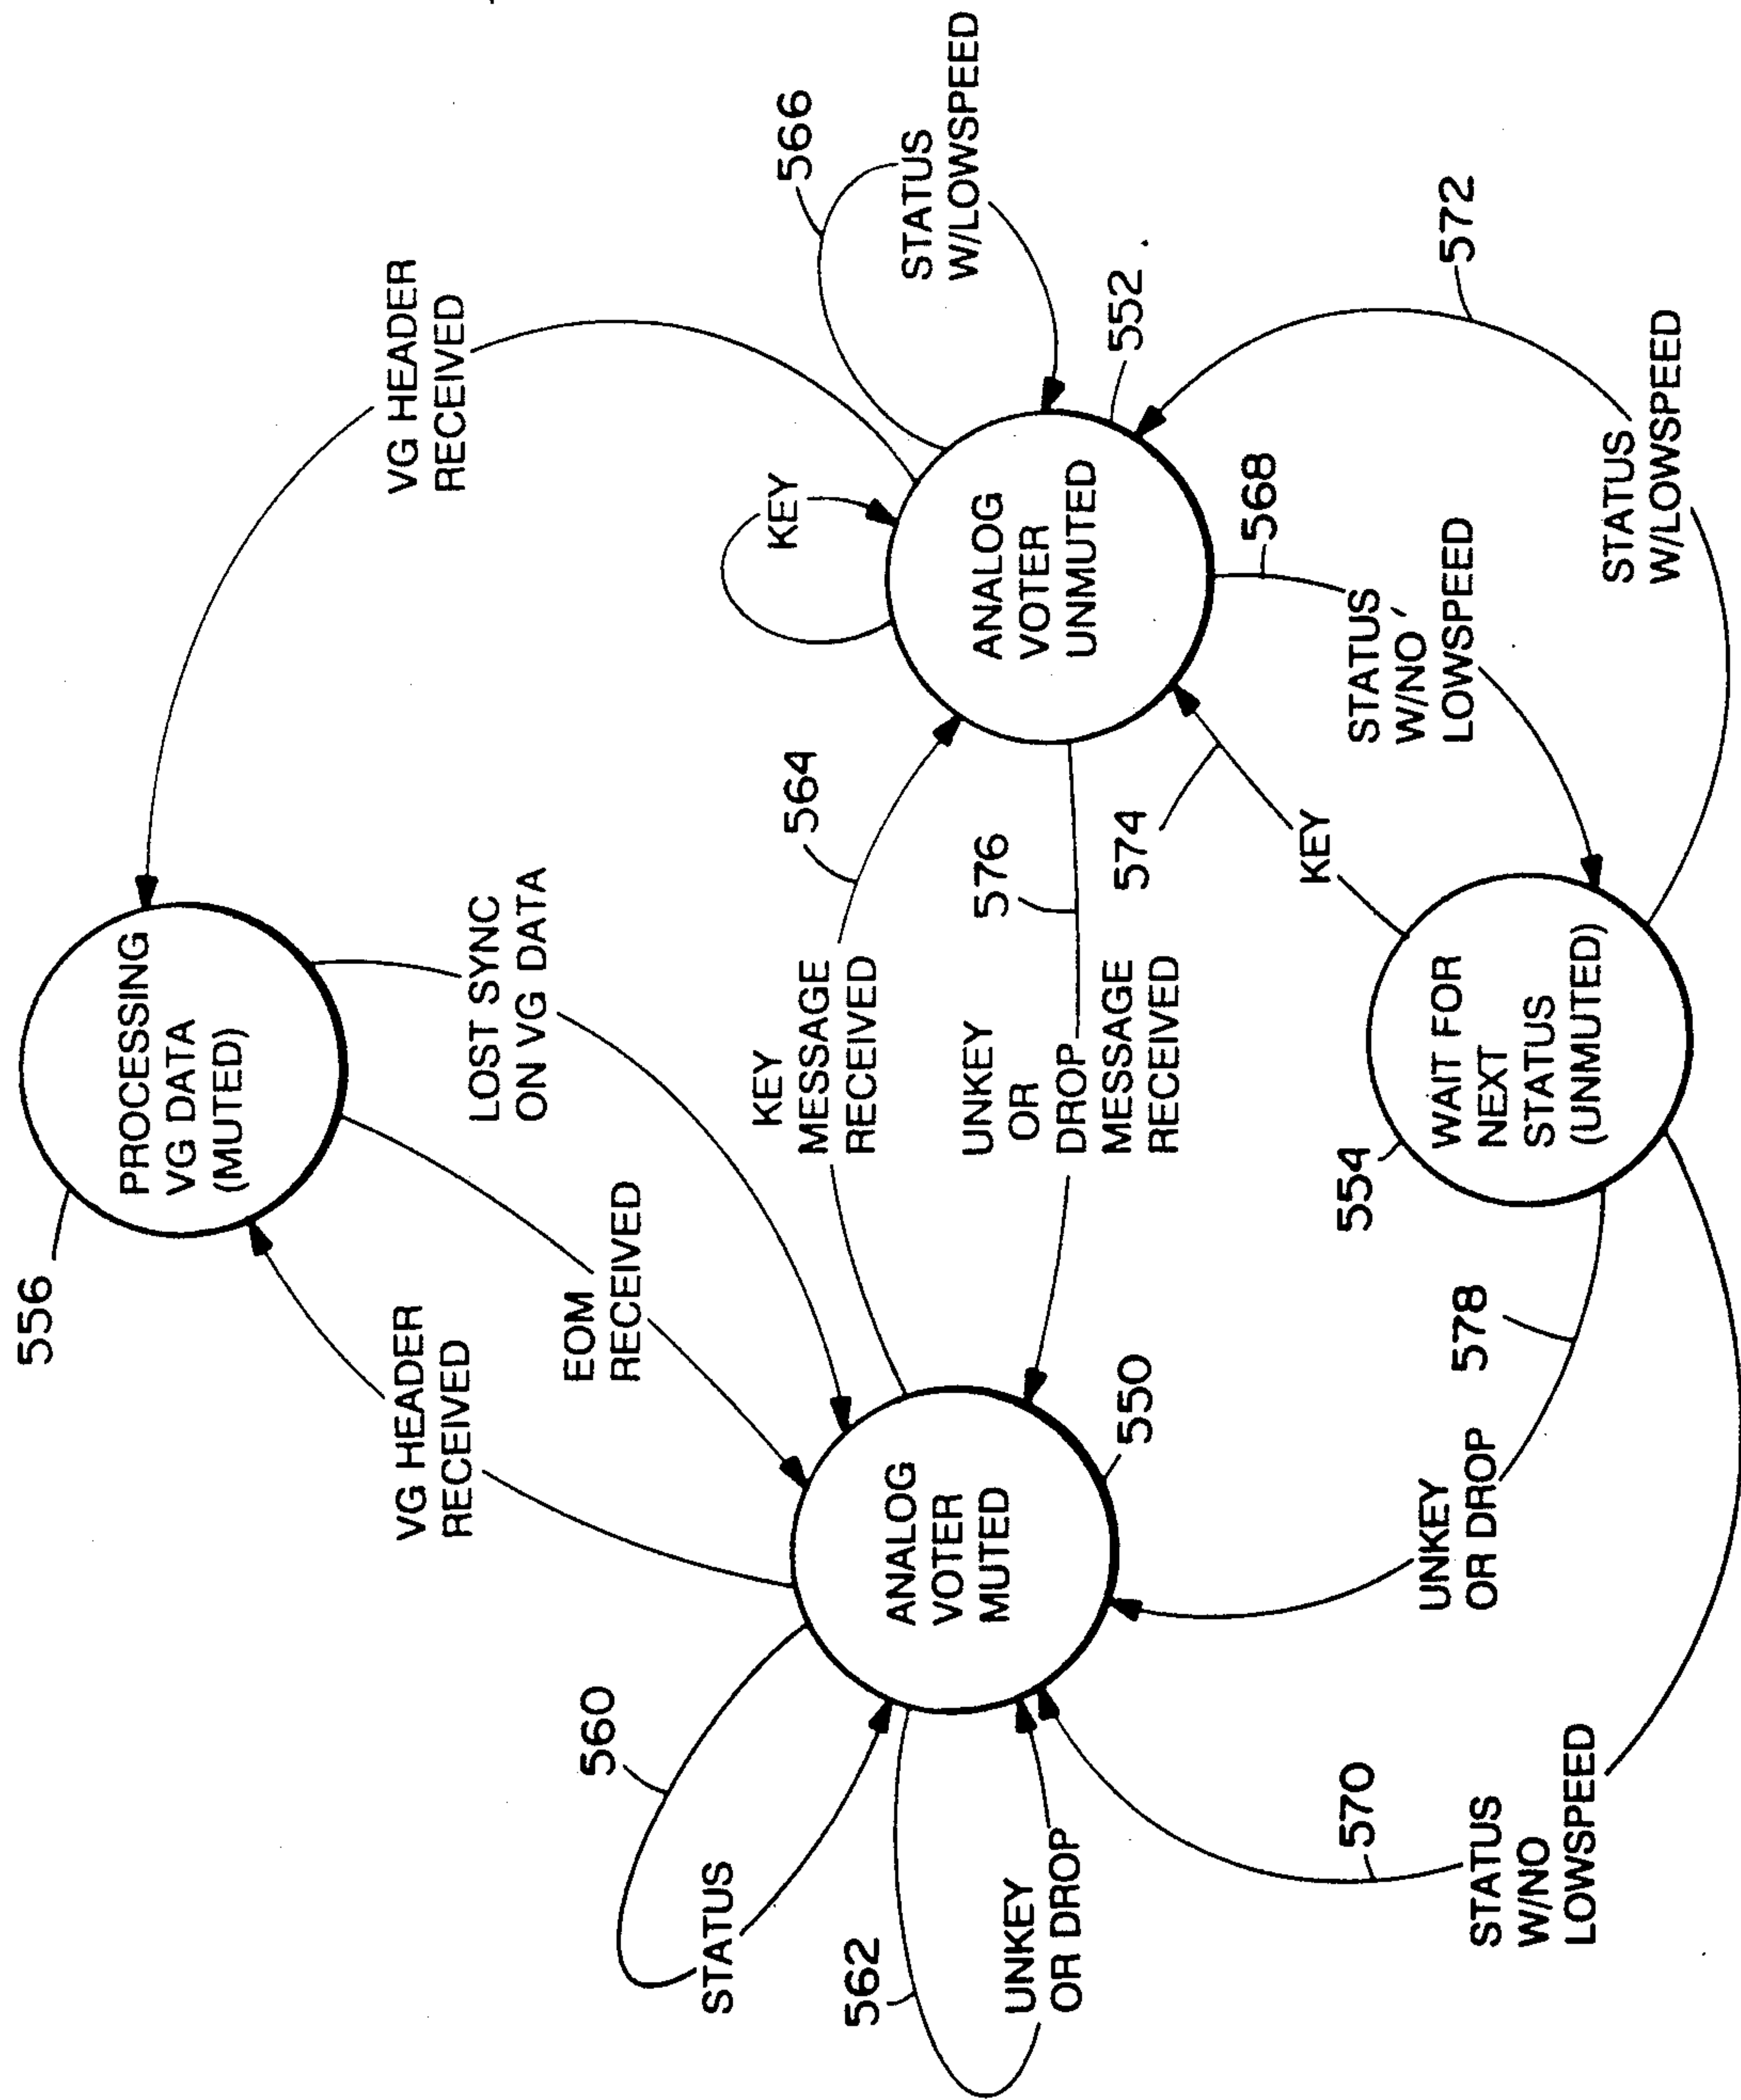 556
PROCESSING
VG DATA
(MUTED)
VG HEADER
RECEIVED
VG HEADER
RECEIVED
EOM
RECEIVED
LOST SYNC
ON VG DATA
560
STATUS
562
UNKEY
OR DROP
ANALOG
VOTER
MUTED
550
KEY
MESSAGE
RECEIVED
564
UNKEY
OR
DROP
MESSAGE
RECEIVED
576
KEY
ANALOG
VOTER
UNMUTED
552
566
STATUS
W/LOWSPEED
574
KEY
568
STATUS
W/NO
LOWSPEED
572
STATUS
W/LOWSPEED
554
WAIT FOR
NEXT
STATUS
(UNMUTED)
578
UNKEY
OR DROP
570
STATUS
W/NO
LOWSPEED